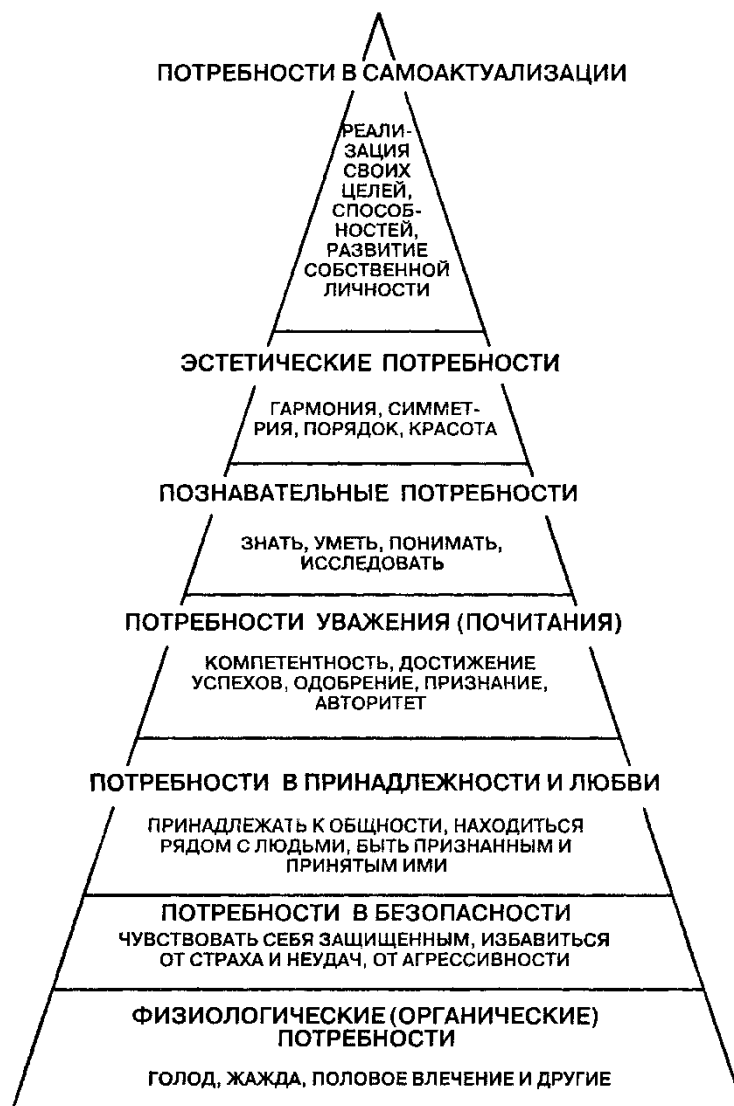 ПОТРЕБНОСТИ В САМОАКТУАЛИЗАЦИИ
РЕАЛИ-
ЗАЦИЯ
СВОИХ
ЦЕЛЕЙ,
СПОСОБ-
НОСТЕЙ,
РАЗВИТИЕ
СОБСТВЕННОЙ
ЛИЧНОСТИ
ЭСТЕТИЧЕСКИЕ ПОТРЕБНОСТИ
ГАРМОНИЯ, СИММЕТ-
РИЯ, ПОРЯДОК, КРАСОТА
ПОЗНАВАТЕЛЬНЫЕ ПОТРЕБНОСТИ
ЗНАТЬ, УМЕТЬ, ПОНИМАТЬ,
ИССЛЕДОВАТЬ
ПОТРЕБНОСТИ УВАЖЕНИЯ (ПОЧИТАНИЯ)
КОМПЕТЕНТНОСТЬ, ДОСТИЖЕНИЕ
УСПЕХОВ, ОДОБРЕНИЕ, ПРИЗНАНИЕ,
АВТОРИТЕТ
ПОТРЕБНОСТИ В ПРИНАДЛЕЖНОСТИ И ЛЮБВИ
ПРИНАДЛЕЖАТЬ К ОБЩНОСТИ, НАХОДИТЬСЯ
РЯДОМ С ЛЮДЬМИ, БЫТЬ ПРИЗНАННЫМ И
ПРИНЯТЫМ ИМИ
ПОТРЕБНОСТИ В БЕЗОПАСНОСТИ
ЧУВСТВОВАТЬ СЕБЯ ЗАЩИЩЕННЫМ, ИЗБАВИТЬСЯ
ОТ СТРАХА И НЕУДАЧ, ОТ АГРЕССИВНОСТИ
ФИЗИОЛОГИЧЕСКИЕ (ОРГАНИЧЕСКИЕ)
ПОТРЕБНОСТИ
ГОЛОД, ЖАЖДА, ПОЛОВОЕ ВЛЕЧЕНИЕ И ДРУГИЕ